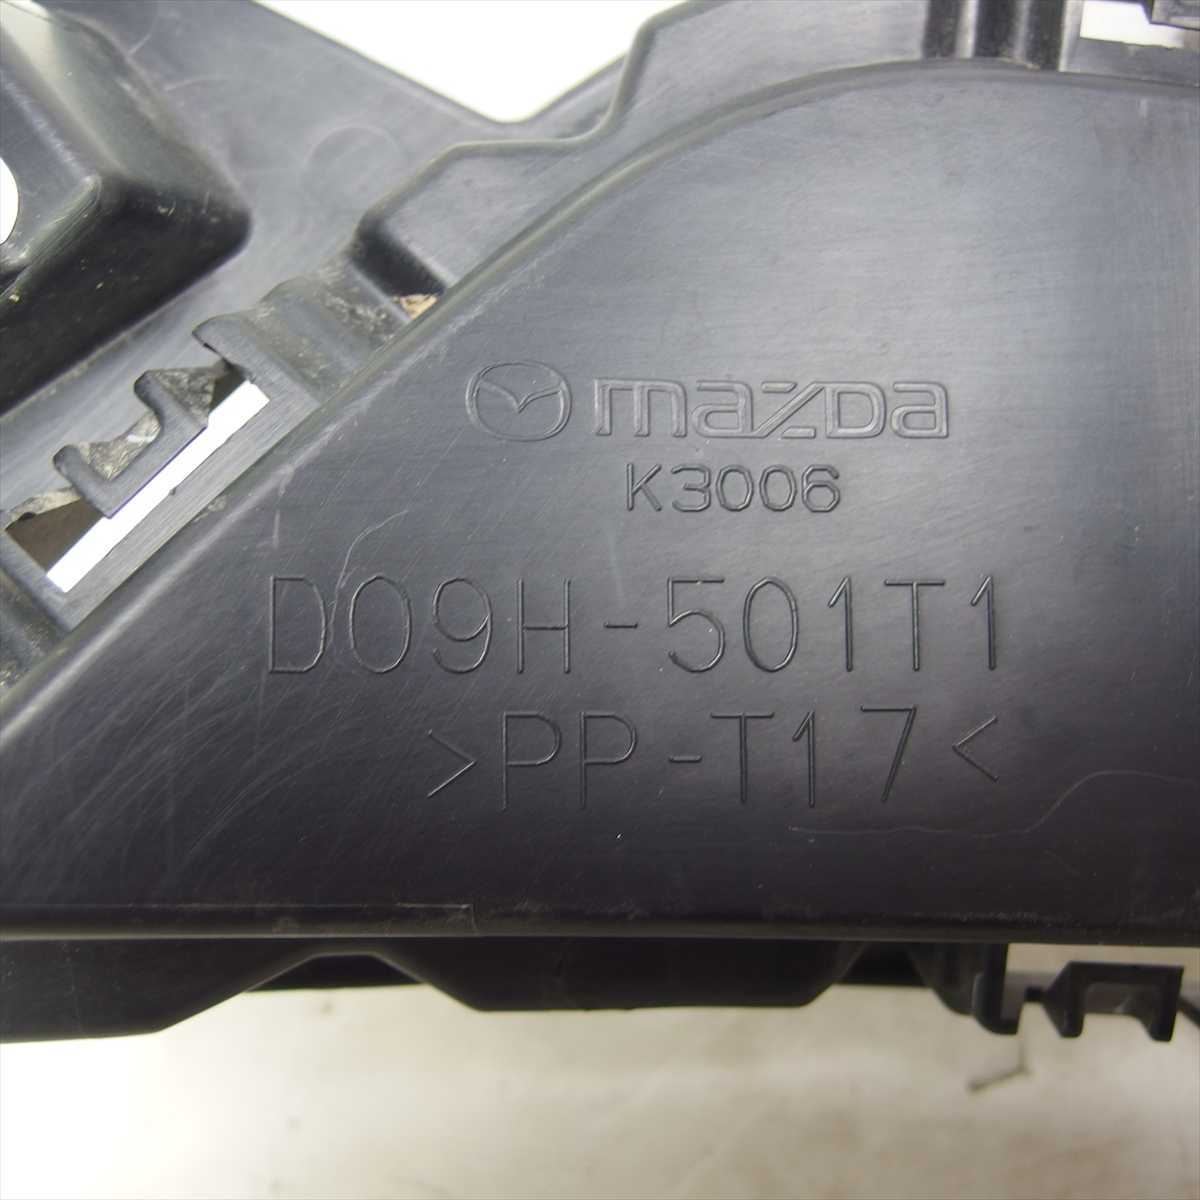 mazda
K3006
D09H-501T1
>PP-T17<